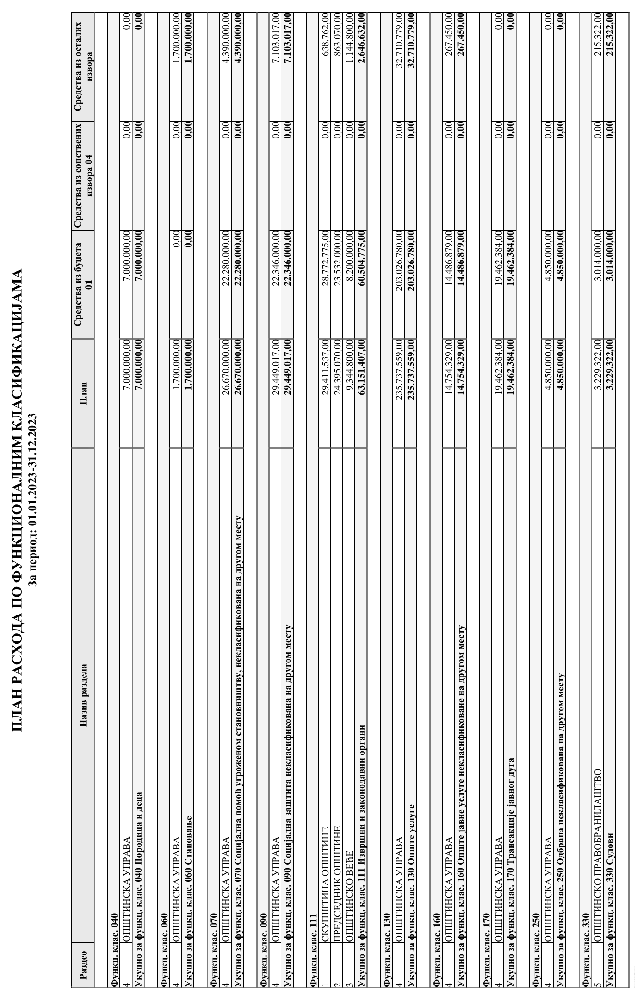 ПЛАН РАСХОДА ПО ФУНКЦИОНАЛНИМ КЛАСИФИКАЦИЈАМА
За период: 01.01.2023-31.12.2023
Раздео Назив раздела План Средства из буџета 01 Средства из сопствених извора 04 Средства из осталих извора
Функц. клас. 040
4 ОПШТИНСКА УПРАВА 7.000.000,00 7.000.000,00 0,00 0,00
Укупно за функц. клас. 040 Породица и деца 7.000.000,00 7.000.000,00 0,00 0,00
Функц. клас. 060
4 ОПШТИНСКА УПРАВА 1.700.000,00 0,00 0,00 1.700.000,00
Укупно за функц. клас. 060 Становање 1.700.000,00 0,00 0,00 1.700.000,00
Функц. клас. 070
4 ОПШТИНСКА УПРАВА 26.670.000,00 22.280.000,00 0,00 4.390.000,00
Укупно за функц. клас. 070 Социјална помоћ угроженом становништву, некласификована на другом месту 26.670.000,00 22.280.000,00 0,00 4.390.000,00
Функц. клас. 090
4 ОПШТИНСКА УПРАВА 29.449.017,00 22.346.000,00 0,00 7.103.017,00
Укупно за функц. клас. 090 Социјална заштита некласификована на другом месту 29.449.017,00 22.346.000,00 0,00 7.103.017,00
Функц. клас. 111
1 СКУПШТИНА ОПШТИНЕ 29.411.537,00 28.772.775,00 0,00 638.762,00
2 ПРЕДСЕДНИК ОПШТИНЕ 24.395.070,00 23.532.000,00 0,00 863.070,00
3 ОПШТИНСКО ВЕЋЕ 9.344.800,00 8.200.000,00 0,00 1.144.800,00
Укупно за функц. клас. 111 Извршни и законодавни органи 63.151.407,00 60.504.775,00 0,00 2.646.632,00
Функц. клас. 130
4 ОПШТИНСКА УПРАВА 235.737.559,00 203.026.780,00 0,00 32.710.779,00
Укупно за функц. клас. 130 Опште услуге 235.737.559,00 203.026.780,00 0,00 32.710.779,00
Функц. клас. 160
4 ОПШТИНСКА УПРАВА 14.754.329,00 14.486.879,00 0,00 267.450,00
Укупно за функц. клас. 160 Опште јавне услуге некласификоване на другом месту 14.754.329,00 14.486.879,00 0,00 267.450,00
Функц. клас. 170
4 ОПШТИНСКА УПРАВА 19.462.384,00 19.462.384,00 0,00 0,00
Укупно за функц. клас. 170 Трансакције јавног дуга 19.462.384,00 19.462.384,00 0,00 0,00
Функц. клас. 250
4 ОПШТИНСКА УПРАВА 4.850.000,00 4.850.000,00 0,00 0,00
Укупно за функц. клас. 250 Одбрана некласификована на другом месту 4.850.000,00 4.850.000,00 0,00 0,00
Функц. клас. 330
5 ОПШТИНСКО ПРАВОБРАНИЛАШТВО 3.229.322,00 3.014.000,00 0,00 215.322,00
Укупно за функц. клас. 330 Судови 3.229.322,00 3.014.000,00 0,00 215.322,00